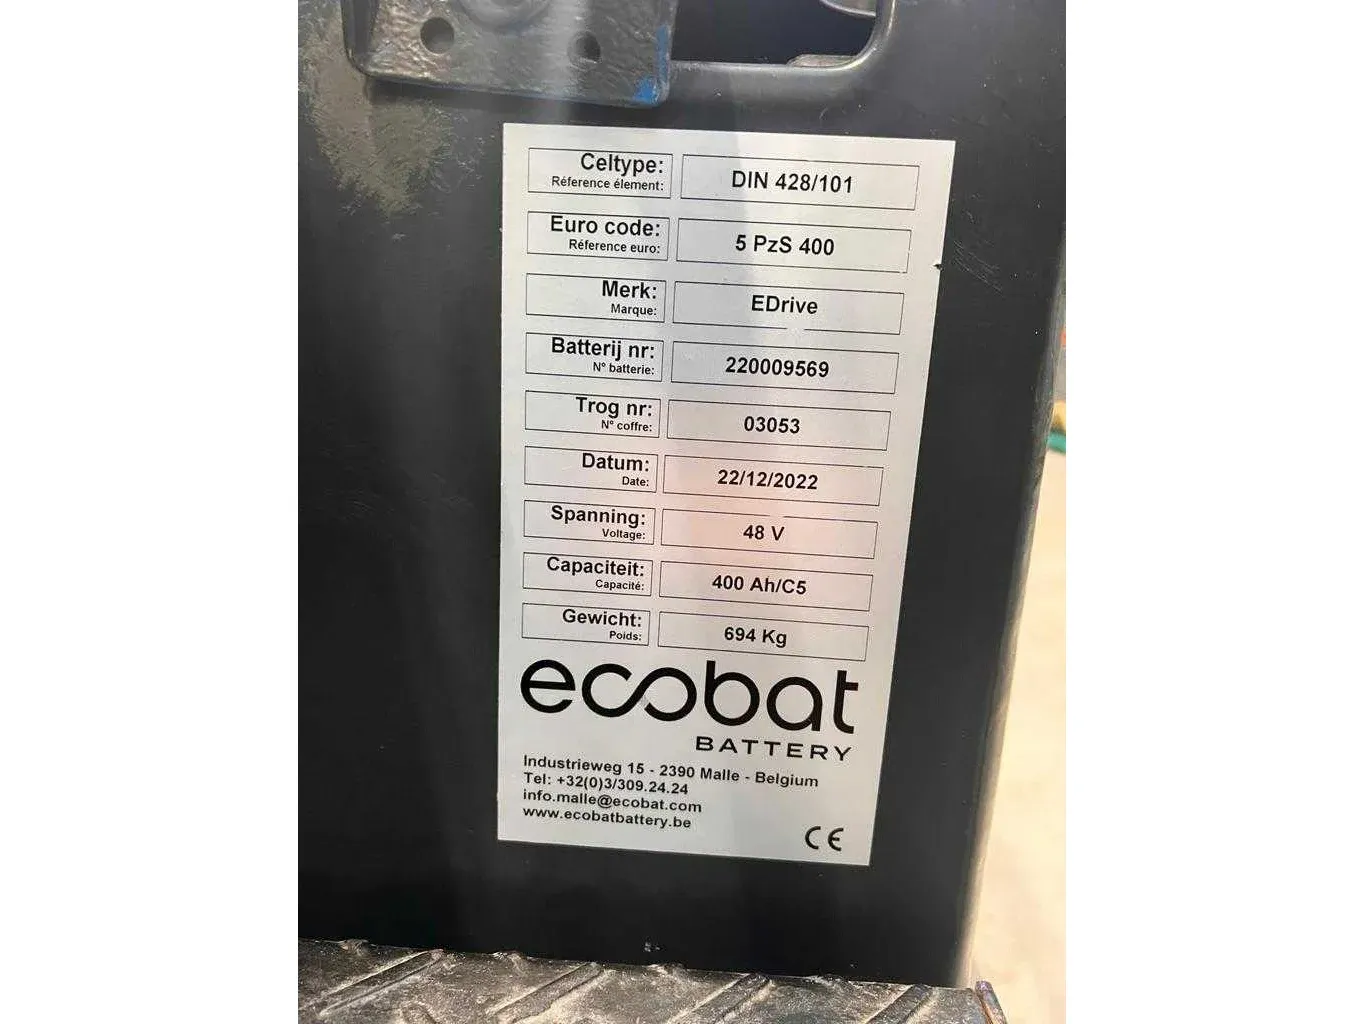 Celtype:
Réference élement:
DIN 428/101
Euro code:
Réference euro:
5 PzS 400
Merk:
Marque:
EDrive
Batterij nr:
N° batterie:
220009569
Trog nr:
N° coffre:
03053
Datum:
Date:
22/12/2022
Spanning:
Voltage:
48 V
Capaciteit:
Capacité:
400 Ah/C5
Gewicht:
Poids:
694 Kg
ecobat
BATTERY
Industrieweg 15 - 2390 Malle - Belgium
Tel: +32(0)3/309.24.24
info.malle@ecobat.com
www.ecobatbattery.be
CE